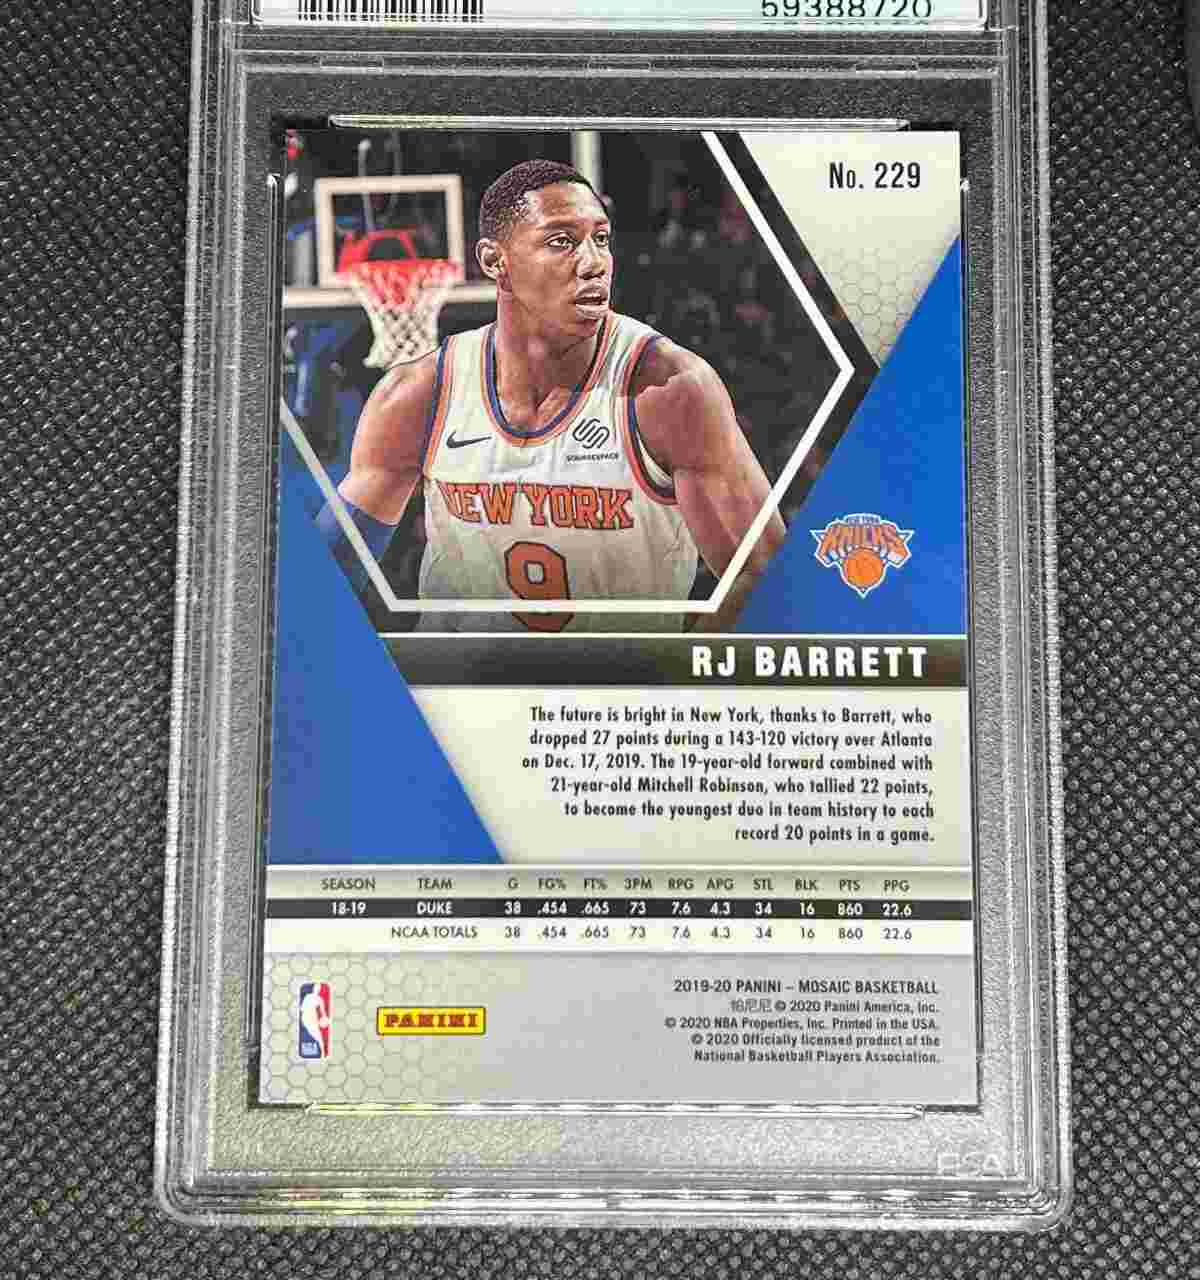 59388720
No. 229
SQUARESPACE
NEW YORK
9
NEW YORK
KNICKS
RJ BARRETT
The future is bright in New York, thanks to Barrett, who
dropped 27 points during a 143-120 victory over Atlanta
on Dec. 17, 2019. The 19-year-old forward combined with
21-year-old Mitchell Robinson, who tallied 22 points,
to become the youngest duo in team history to each
record 20 points in a game.
SEASON TEAM G FG% FT% 3PM RPG APG STL BLK PTS PPG
18-19 DUKE 38 .454 .665 73 7.6 4.3 34 16 860 22.6
NCAA TOTALS 38 .454 .665 73 7.6 4.3 34 16 860 22.6
NBA
PANINI
2019-20 PANINI – MOSAIC BASKETBALL
帕尼尼 © 2020 Panini America, Inc.
© 2020 NBA Properties, Inc. Printed in the USA.
© 2020 Officially licensed product of the
National Basketball Players Association.
PSA